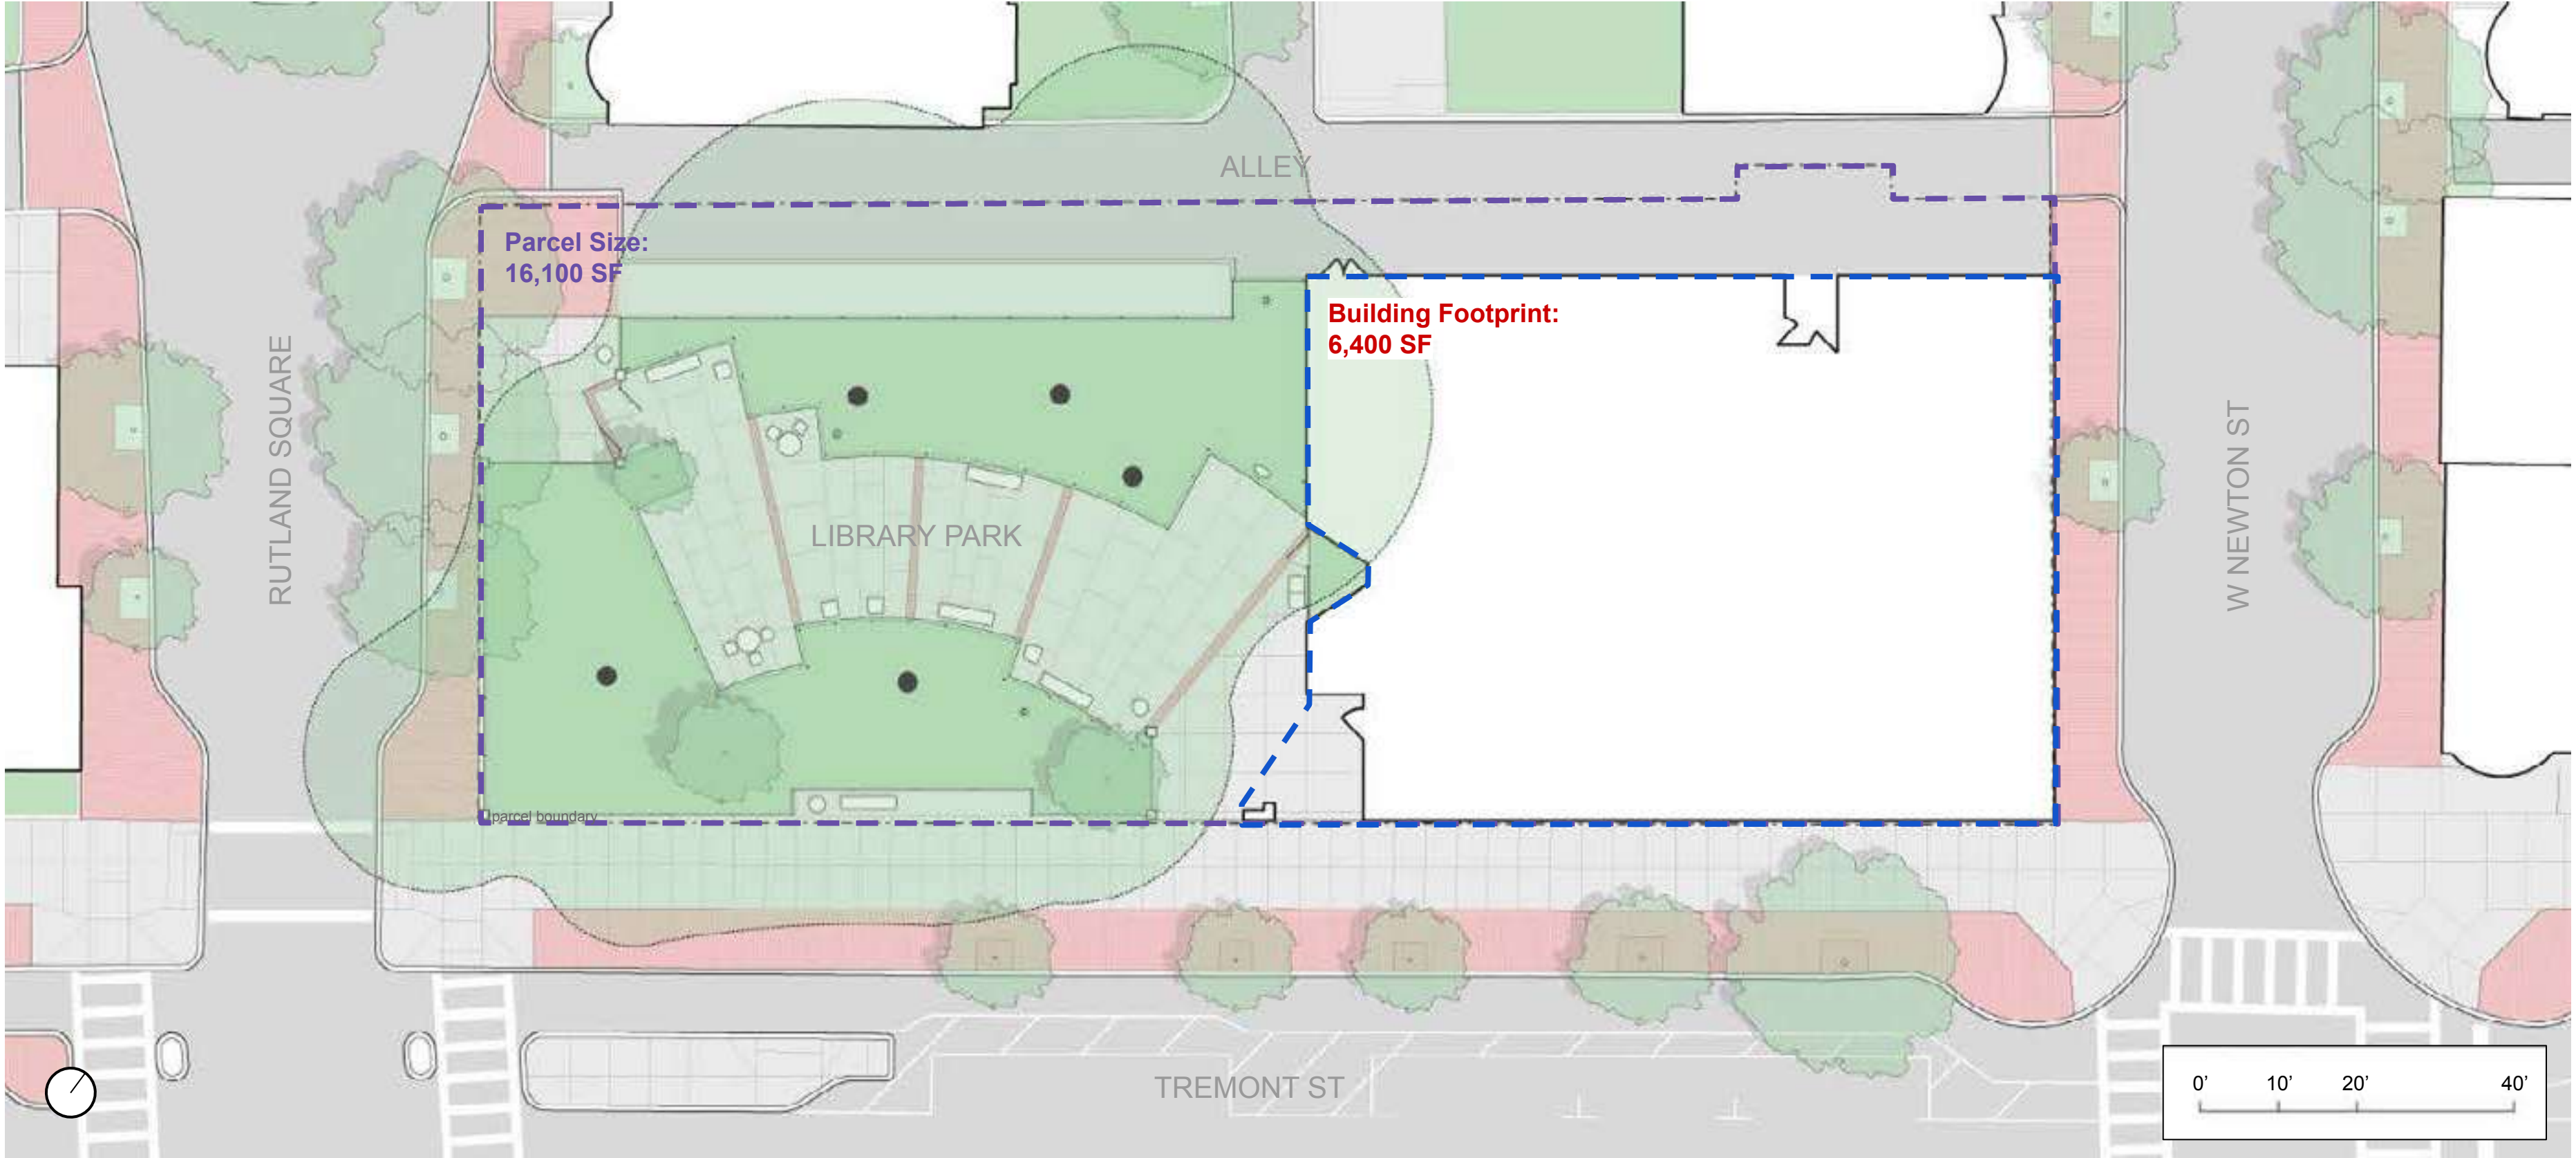 ALLEY
Parcel Size:
16,100 SF
Building Footprint:
6,400 SF
RUTLAND SQUARE
LIBRARY PARK
W NEWTON ST
parcel boundary
TREMONT ST
0’ 10’ 20’ 40’